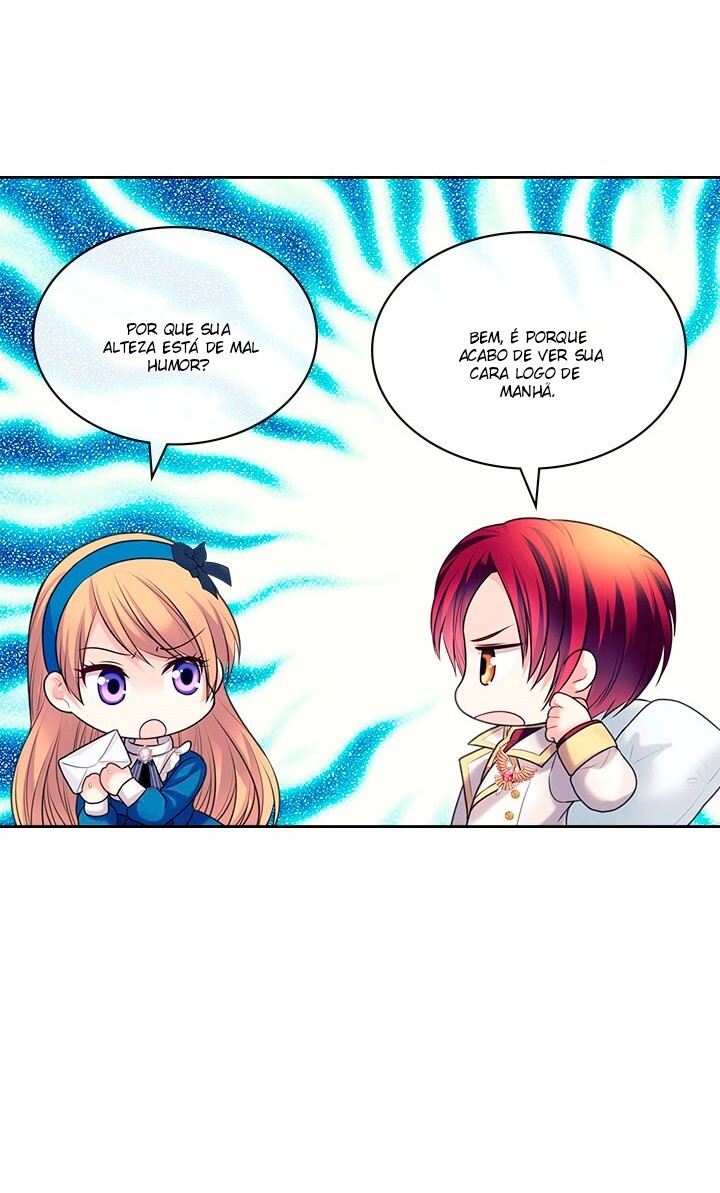 POR QUE SUA
ALTEZA ESTÁ DE MAL
HUMOR?
BEM, É PORQUE
ACABO DE VER SUA
CARA LOGO DE
MANHÃ.